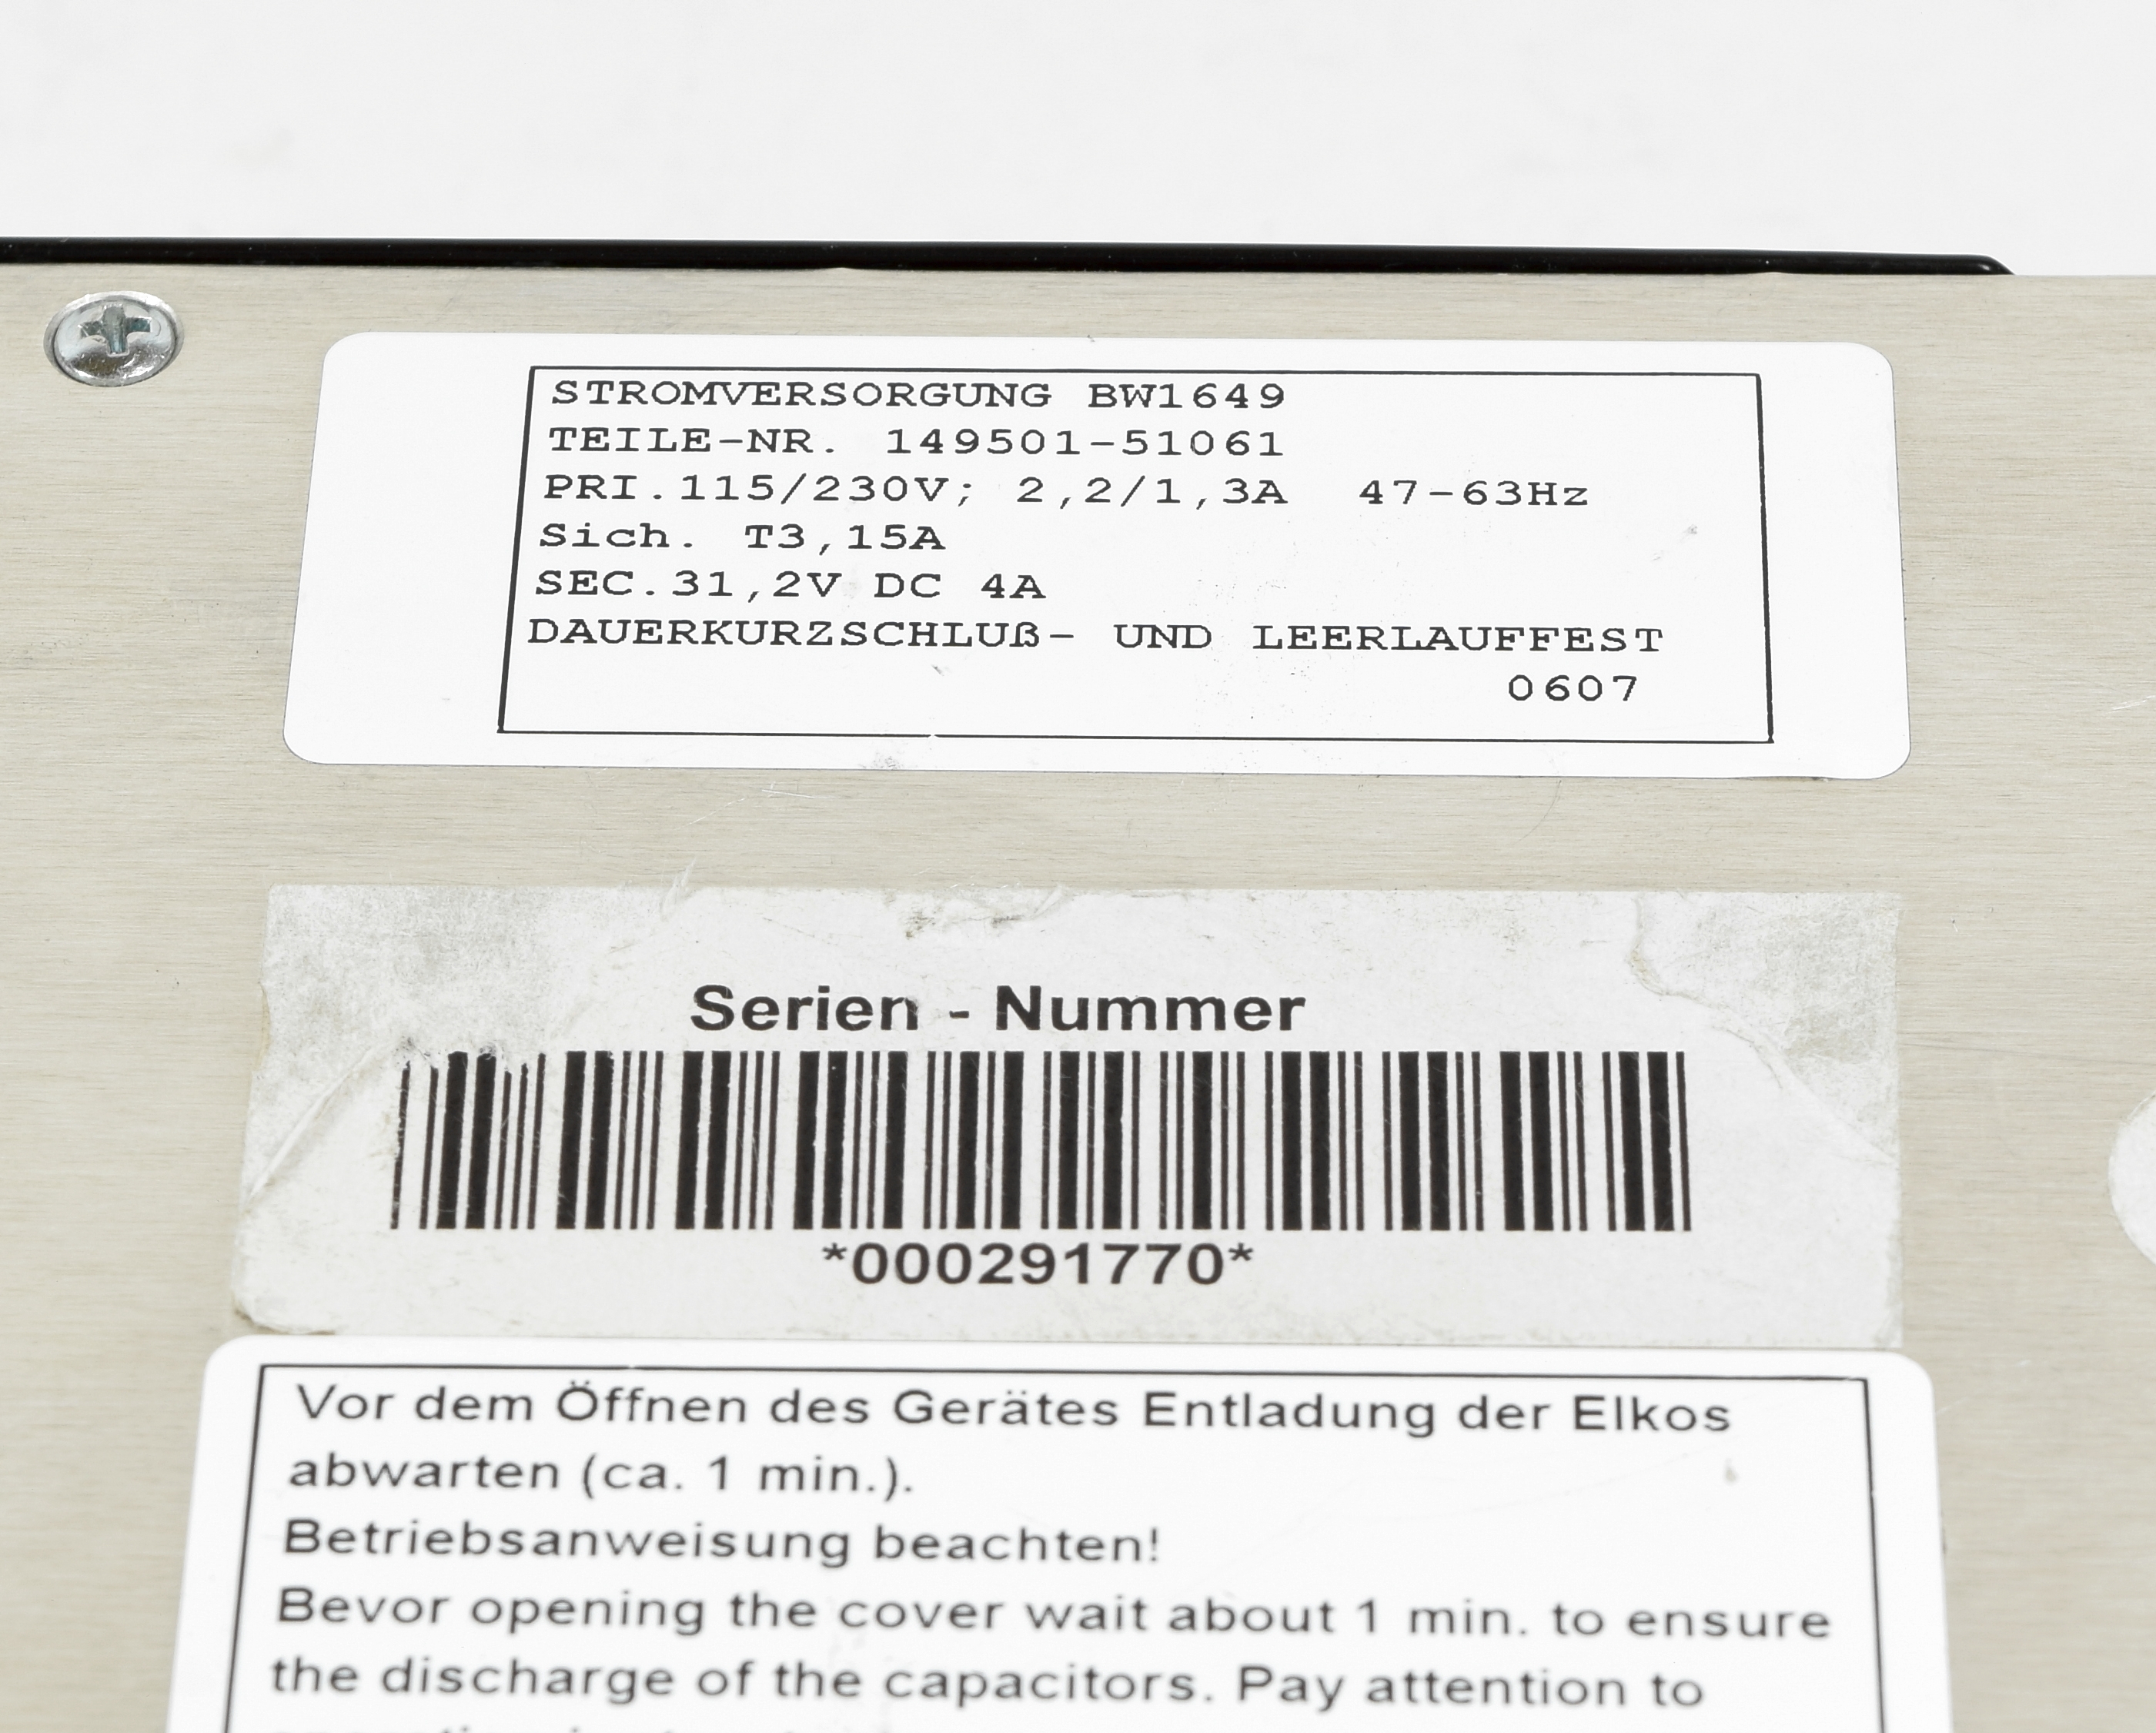 STROMVERSORGUNG BW1649
TEILE-NR. 149501-51061
PRI.115/230V; 2,2/1,3A 47-63Hz
Sich. T3,15A
SEC.31,2V DC 4A
DAUERKURZSCHLUß- UND LEERLAUFFEST
0607
Serien - Nummer
*000291770*
Vor dem Öffnen des Gerätes Entladung der Elkos
abwarten (ca. 1 min.).
Betriebsanweisung beachten!
Bevor opening the cover wait about 1 min. to ensure
the discharge of the capacitors. Pay attention to